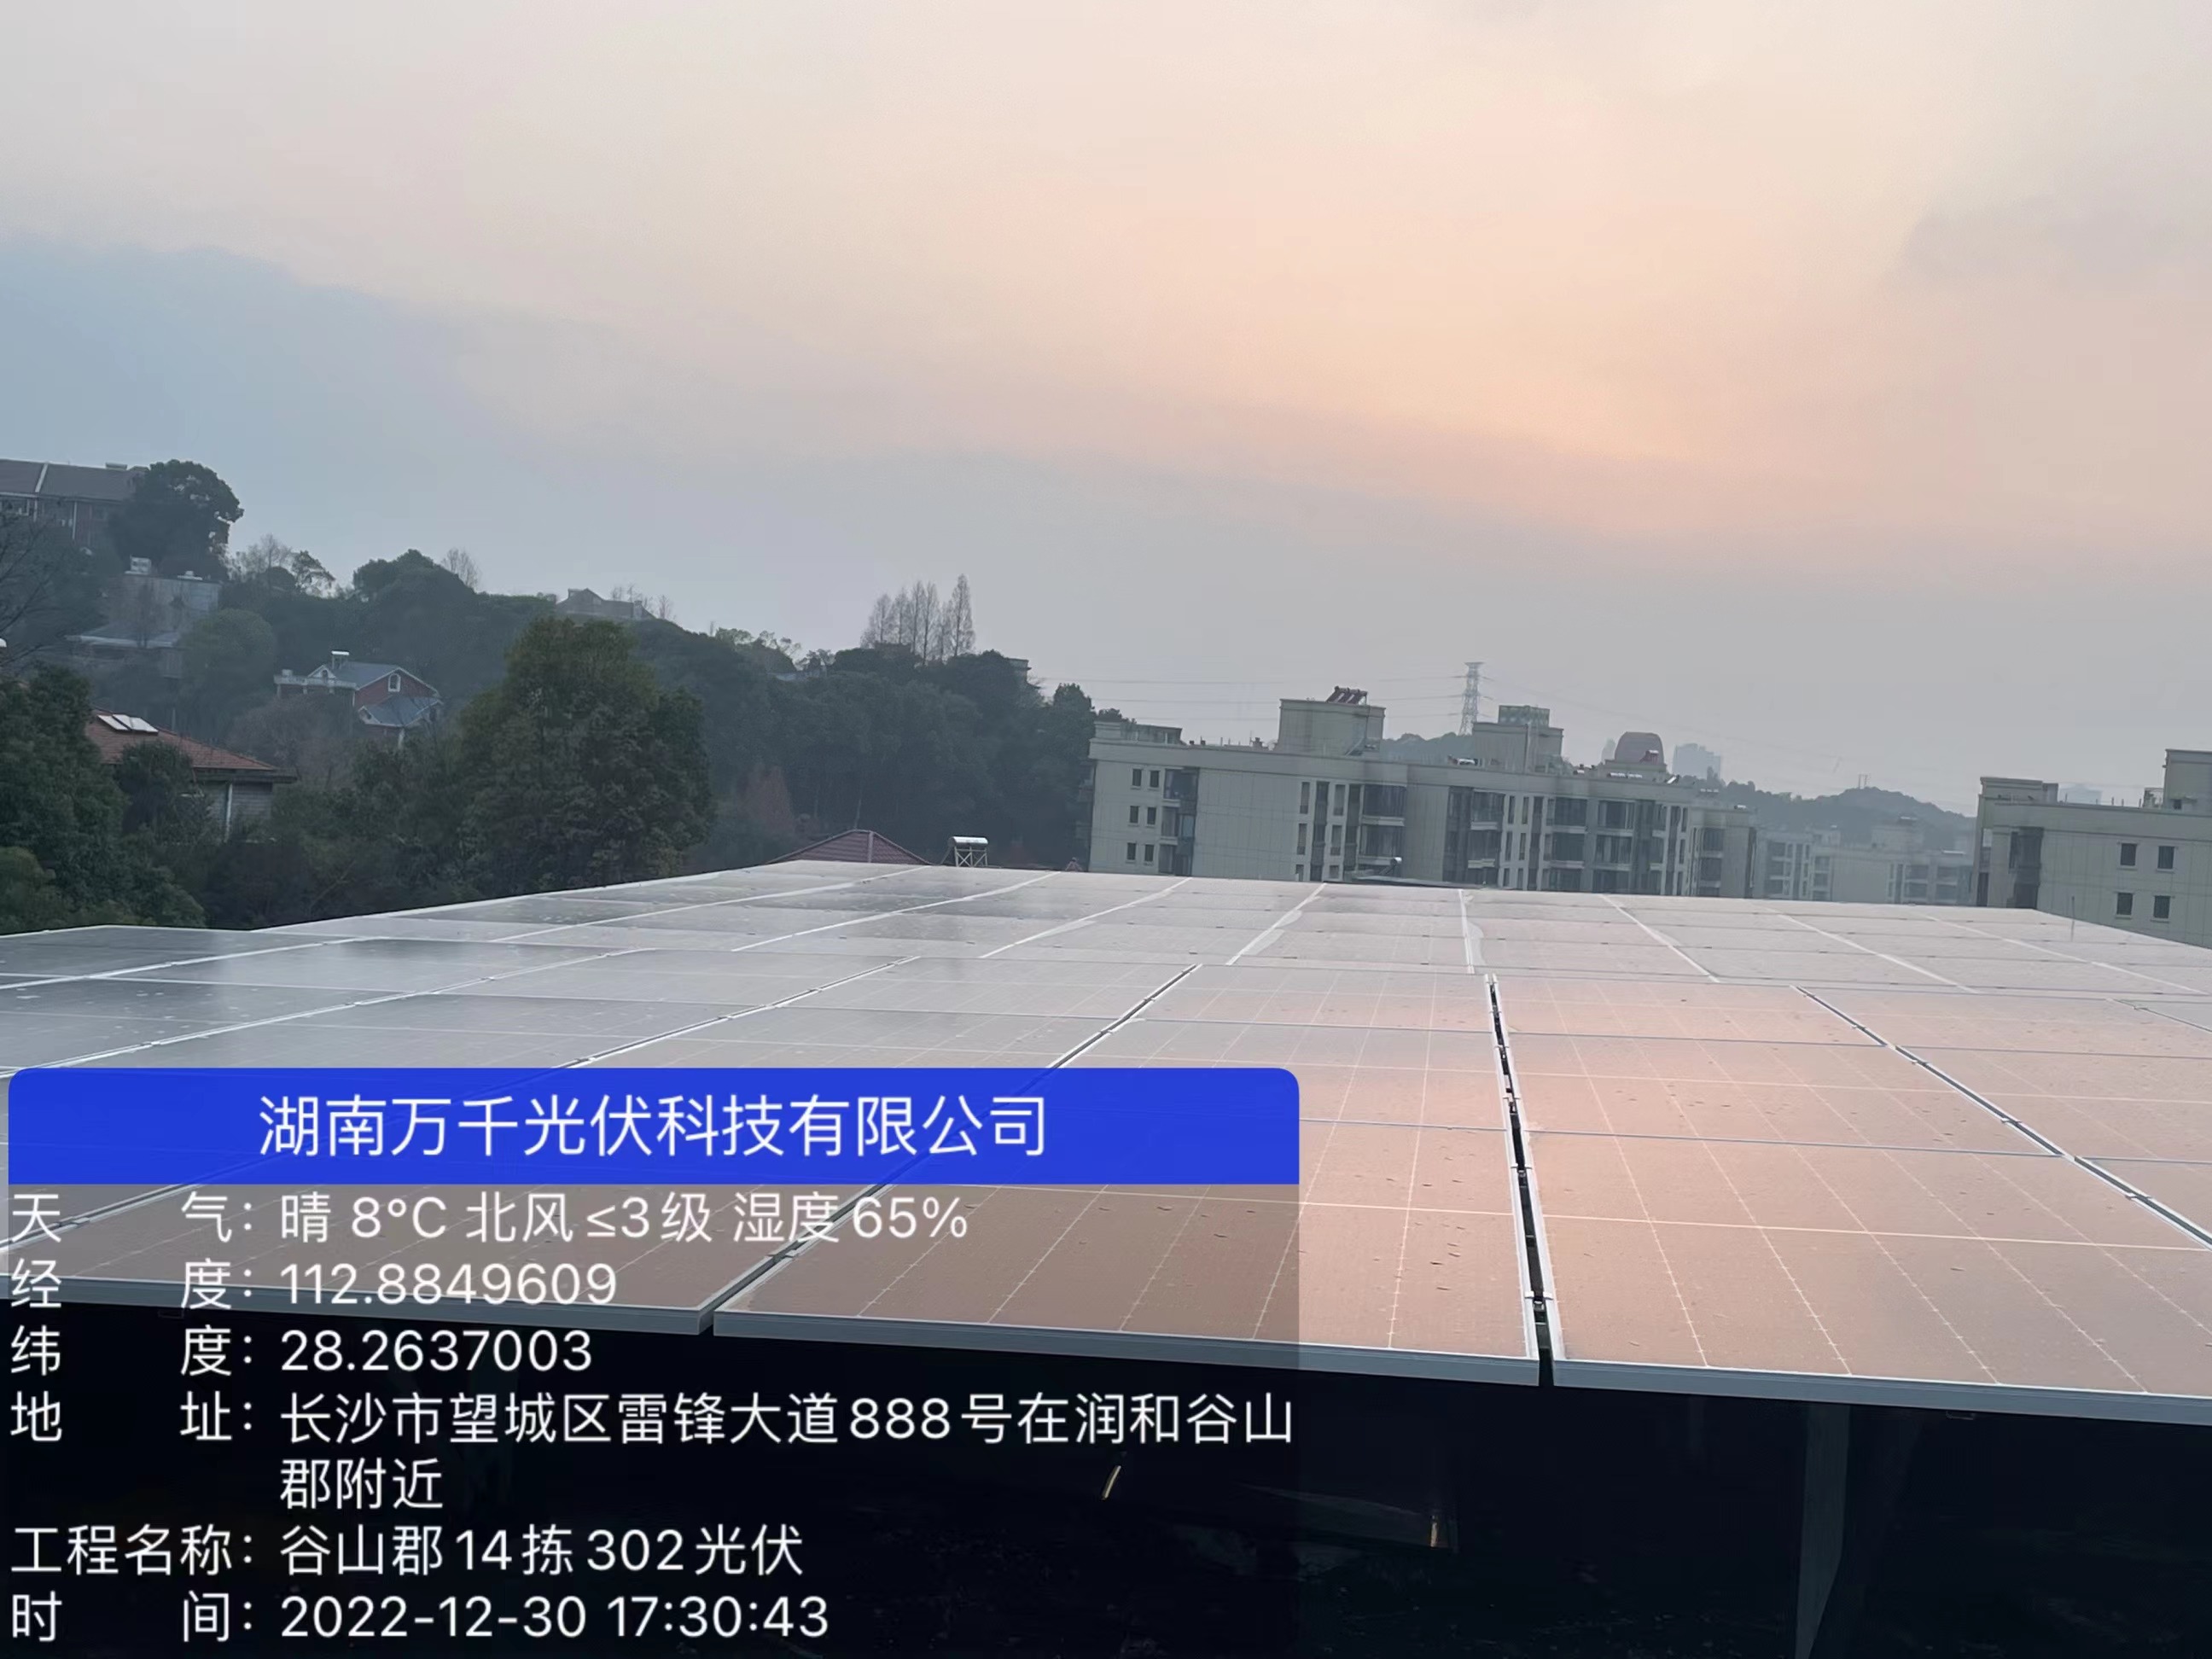 湖南万千光伏科技有限公司
天气：晴 8°C 北风≤3级 湿度65%
经度：112.8849609
纬度：28.2637003
地址：长沙市望城区雷锋大道888号在润和谷山
郡附近
工程名称：谷山郡14拣302光伏
时间：2022-12-30 17:30:43